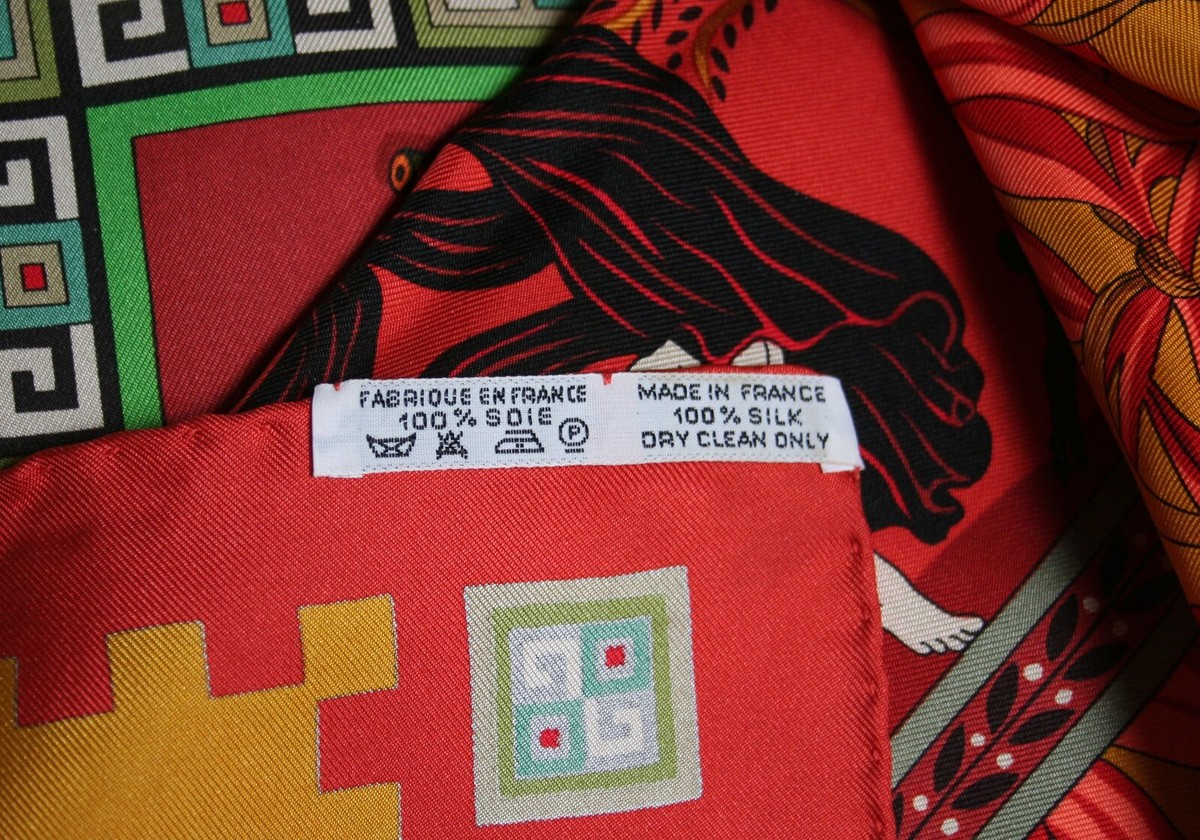 FABRIQUE EN FRANCE
100% SOIE
P
MADE IN FRANCE
100% SILK
DRY CLEAN ONLY